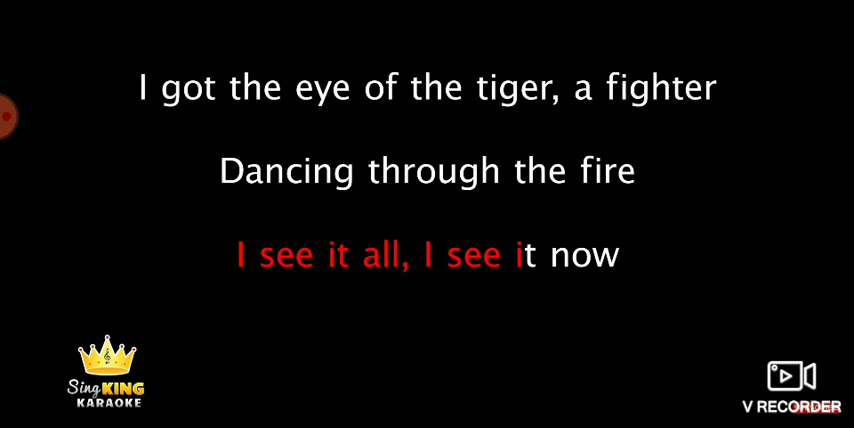 I got the eye of the tiger, a fighter
Dancing through the fire
I see it all, I see it now
Sing KING
KARAOKE
V RECORDER